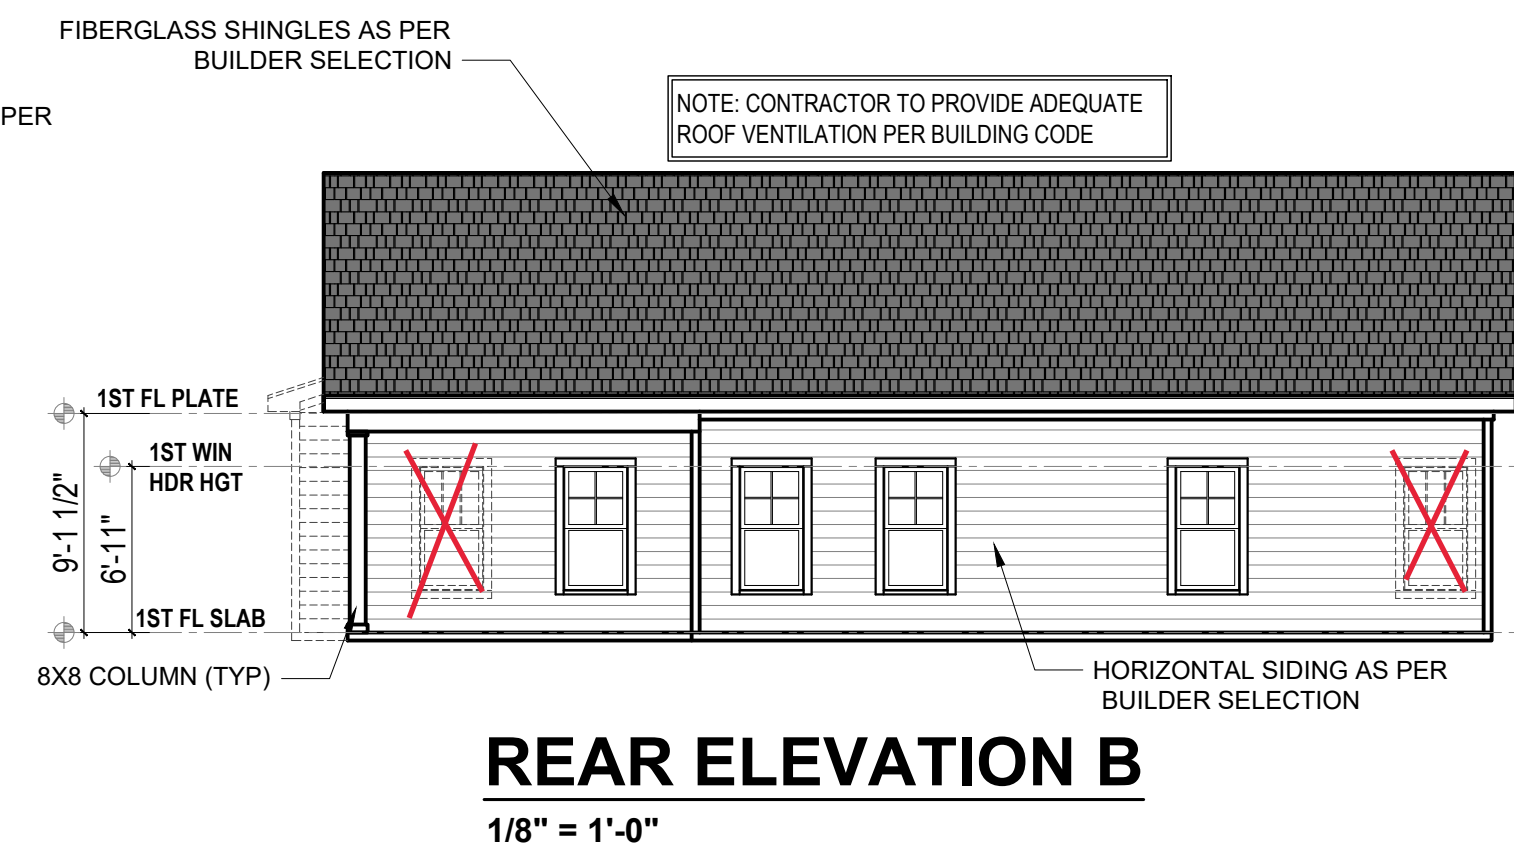 FIBERGLASS SHINGLES AS PER
BUILDER SELECTION
PER
NOTE: CONTRACTOR TO PROVIDE ADEQUATE
ROOF VENTILATION PER BUILDING CODE
1ST FL PLATE
1ST WIN
HDR HGT
9'-1 1/2"
6'-11"
1ST FL SLAB
8X8 COLUMN (TYP)
HORIZONTAL SIDING AS PER
BUILDER SELECTION
REAR ELEVATION B
1/8" = 1'-0"